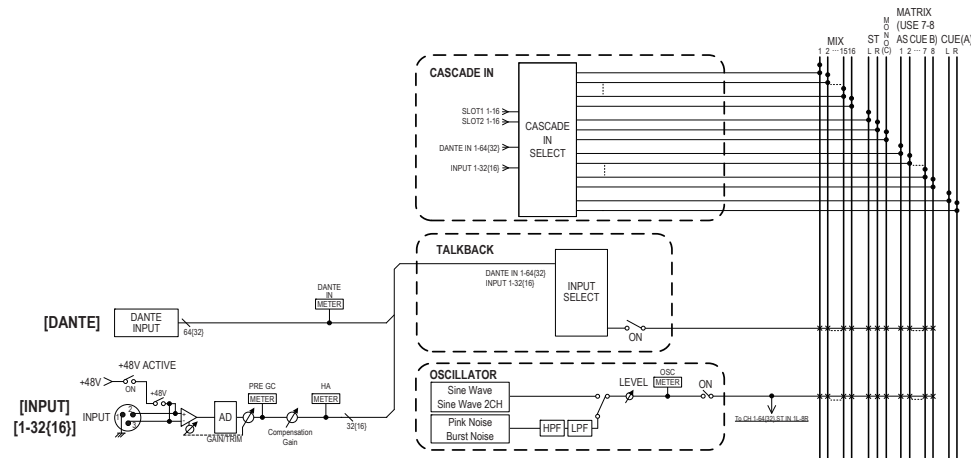 MATRIX
(USE 7-8
MIX ST MONO(C) AS CUE B) CUE(A)
1 2 ··· 15 16 L R 1 2 ··· 7 8 L R
CASCADE IN
SLOT1 1-16
SLOT2 1-16
DANTE IN 1-64{32}
INPUT 1-32{16}
CASCADE
IN
SELECT
TALKBACK
DANTE IN 1-64{32}
INPUT 1-32{16}
INPUT
SELECT
ON
[DANTE]
DANTE
INPUT
64{32}
DANTE
IN
METER
+48V ACTIVE
+48V
ON
+48V
[INPUT]
[1-32{16}]
INPUT
1
2
3
+
-
AD
GAIN/TRIM
PRE GC
METER
Compensation
Gain
HA
METER
32{16}
OSCILLATOR
Sine Wave
Sine Wave 2CH
Pink Noise
Burst Noise
HPF
LPF
LEVEL
OSC
METER
ON
To CH 1-64{32},ST IN 1L-8R